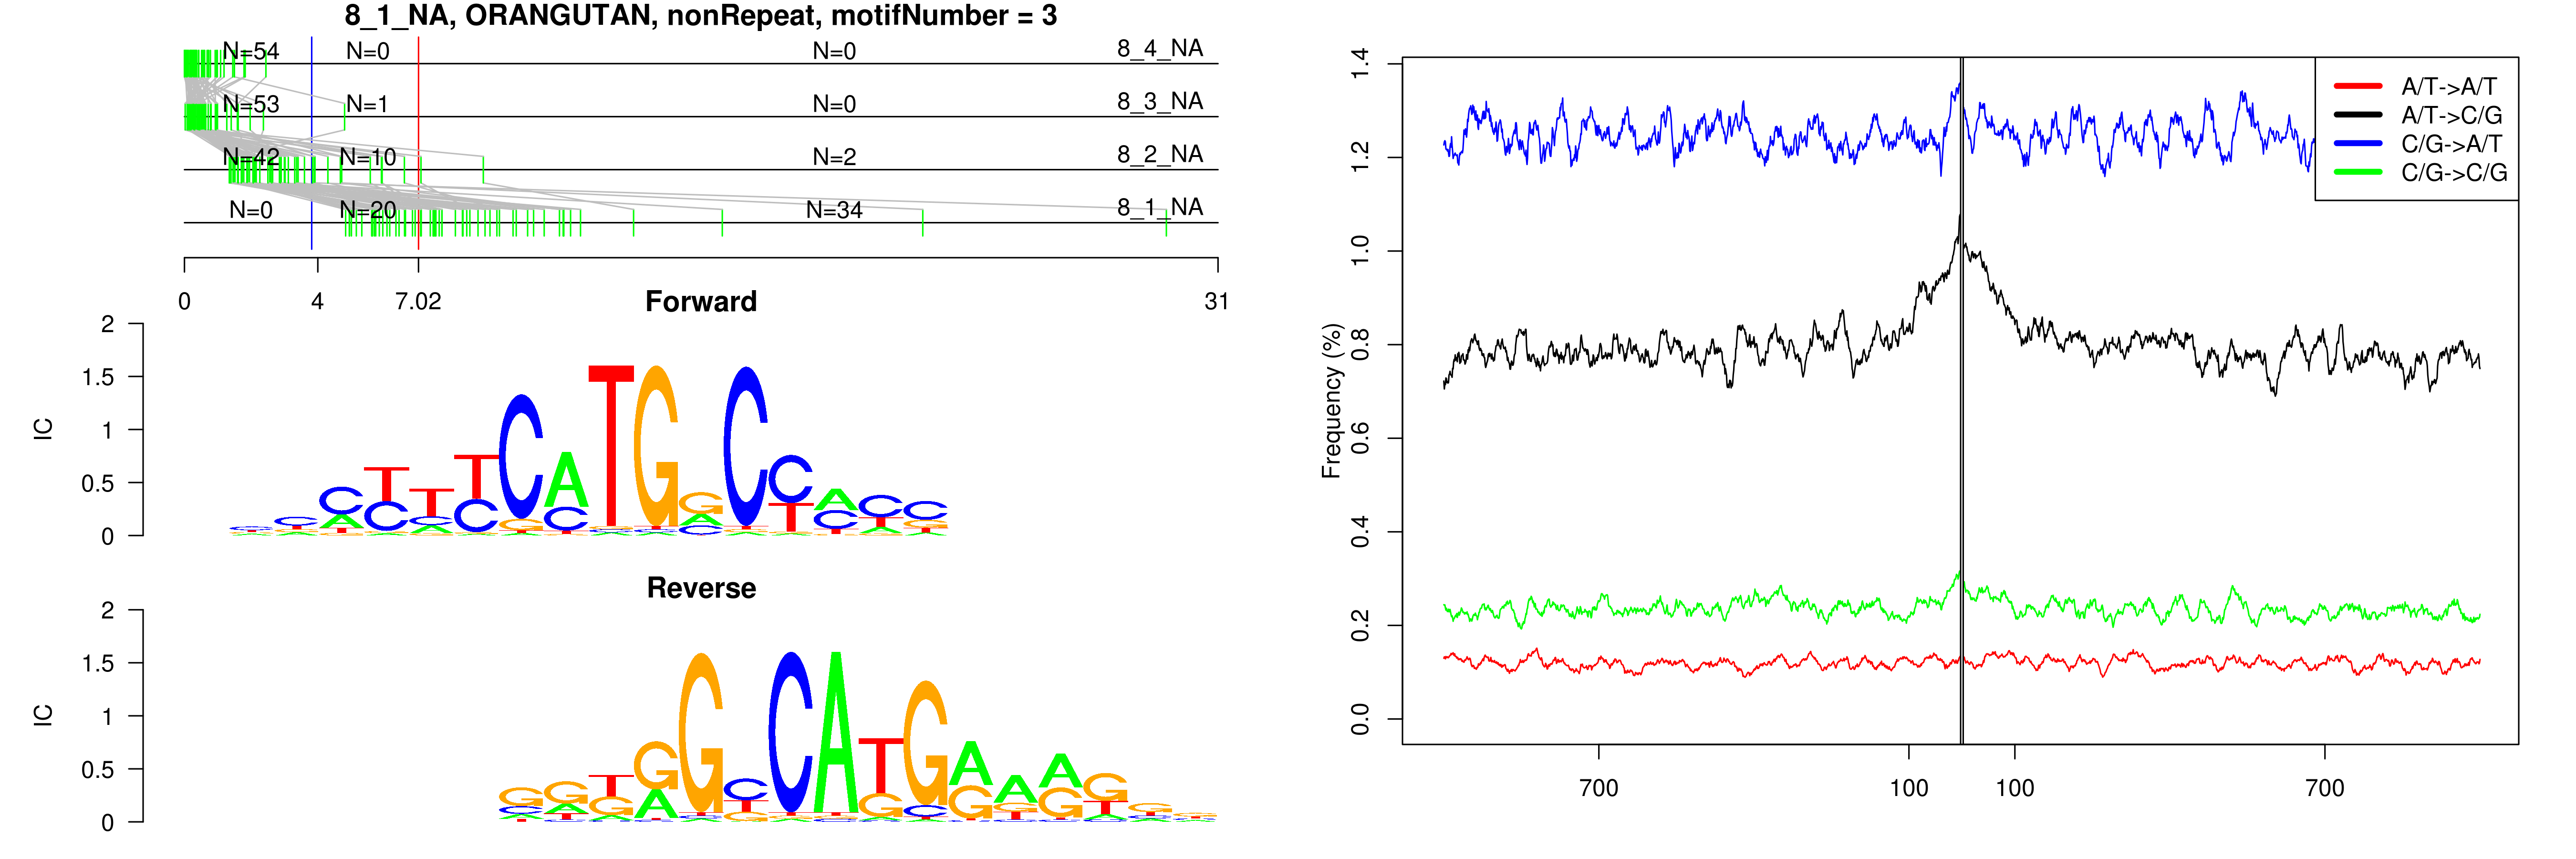 8_1_NA, ORANGUTAN, nonRepeat, motifNumber = 3
N=54 N=0 N=0 8_4_NA
N=53 N=1 N=0 8_3_NA
N=42 N=10 N=2 8_2_NA
N=0 N=20 N=34 8_1_NA
0 4 7.02 31
Forward
IC
2
1.5
1
0.5
0
Reverse
IC
2
1.5
1
0.5
0
Frequency (%)
1.4
1.2
1.0
0.8
0.6
0.4
0.2
0.0
700 100 100 700
A/T->A/T
A/T->C/G
C/G->A/T
C/G->C/G